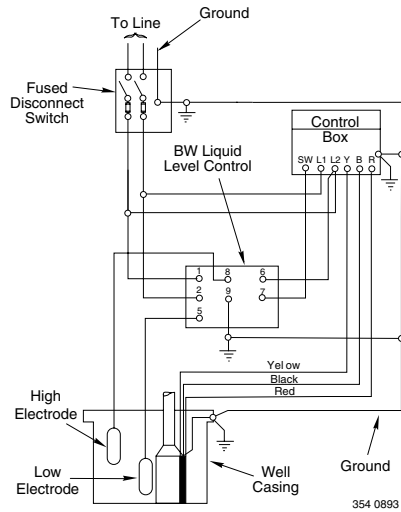 To Line
Ground
Fused
Disconnect
Switch
Control
Box
BW Liquid
Level Control
SW L1 L2 Y B R
1 8 6
2 9 7
5
Yel ow
Black
Red
High
Electrode
Low
Electrode
Well
Casing
Ground
354 0893